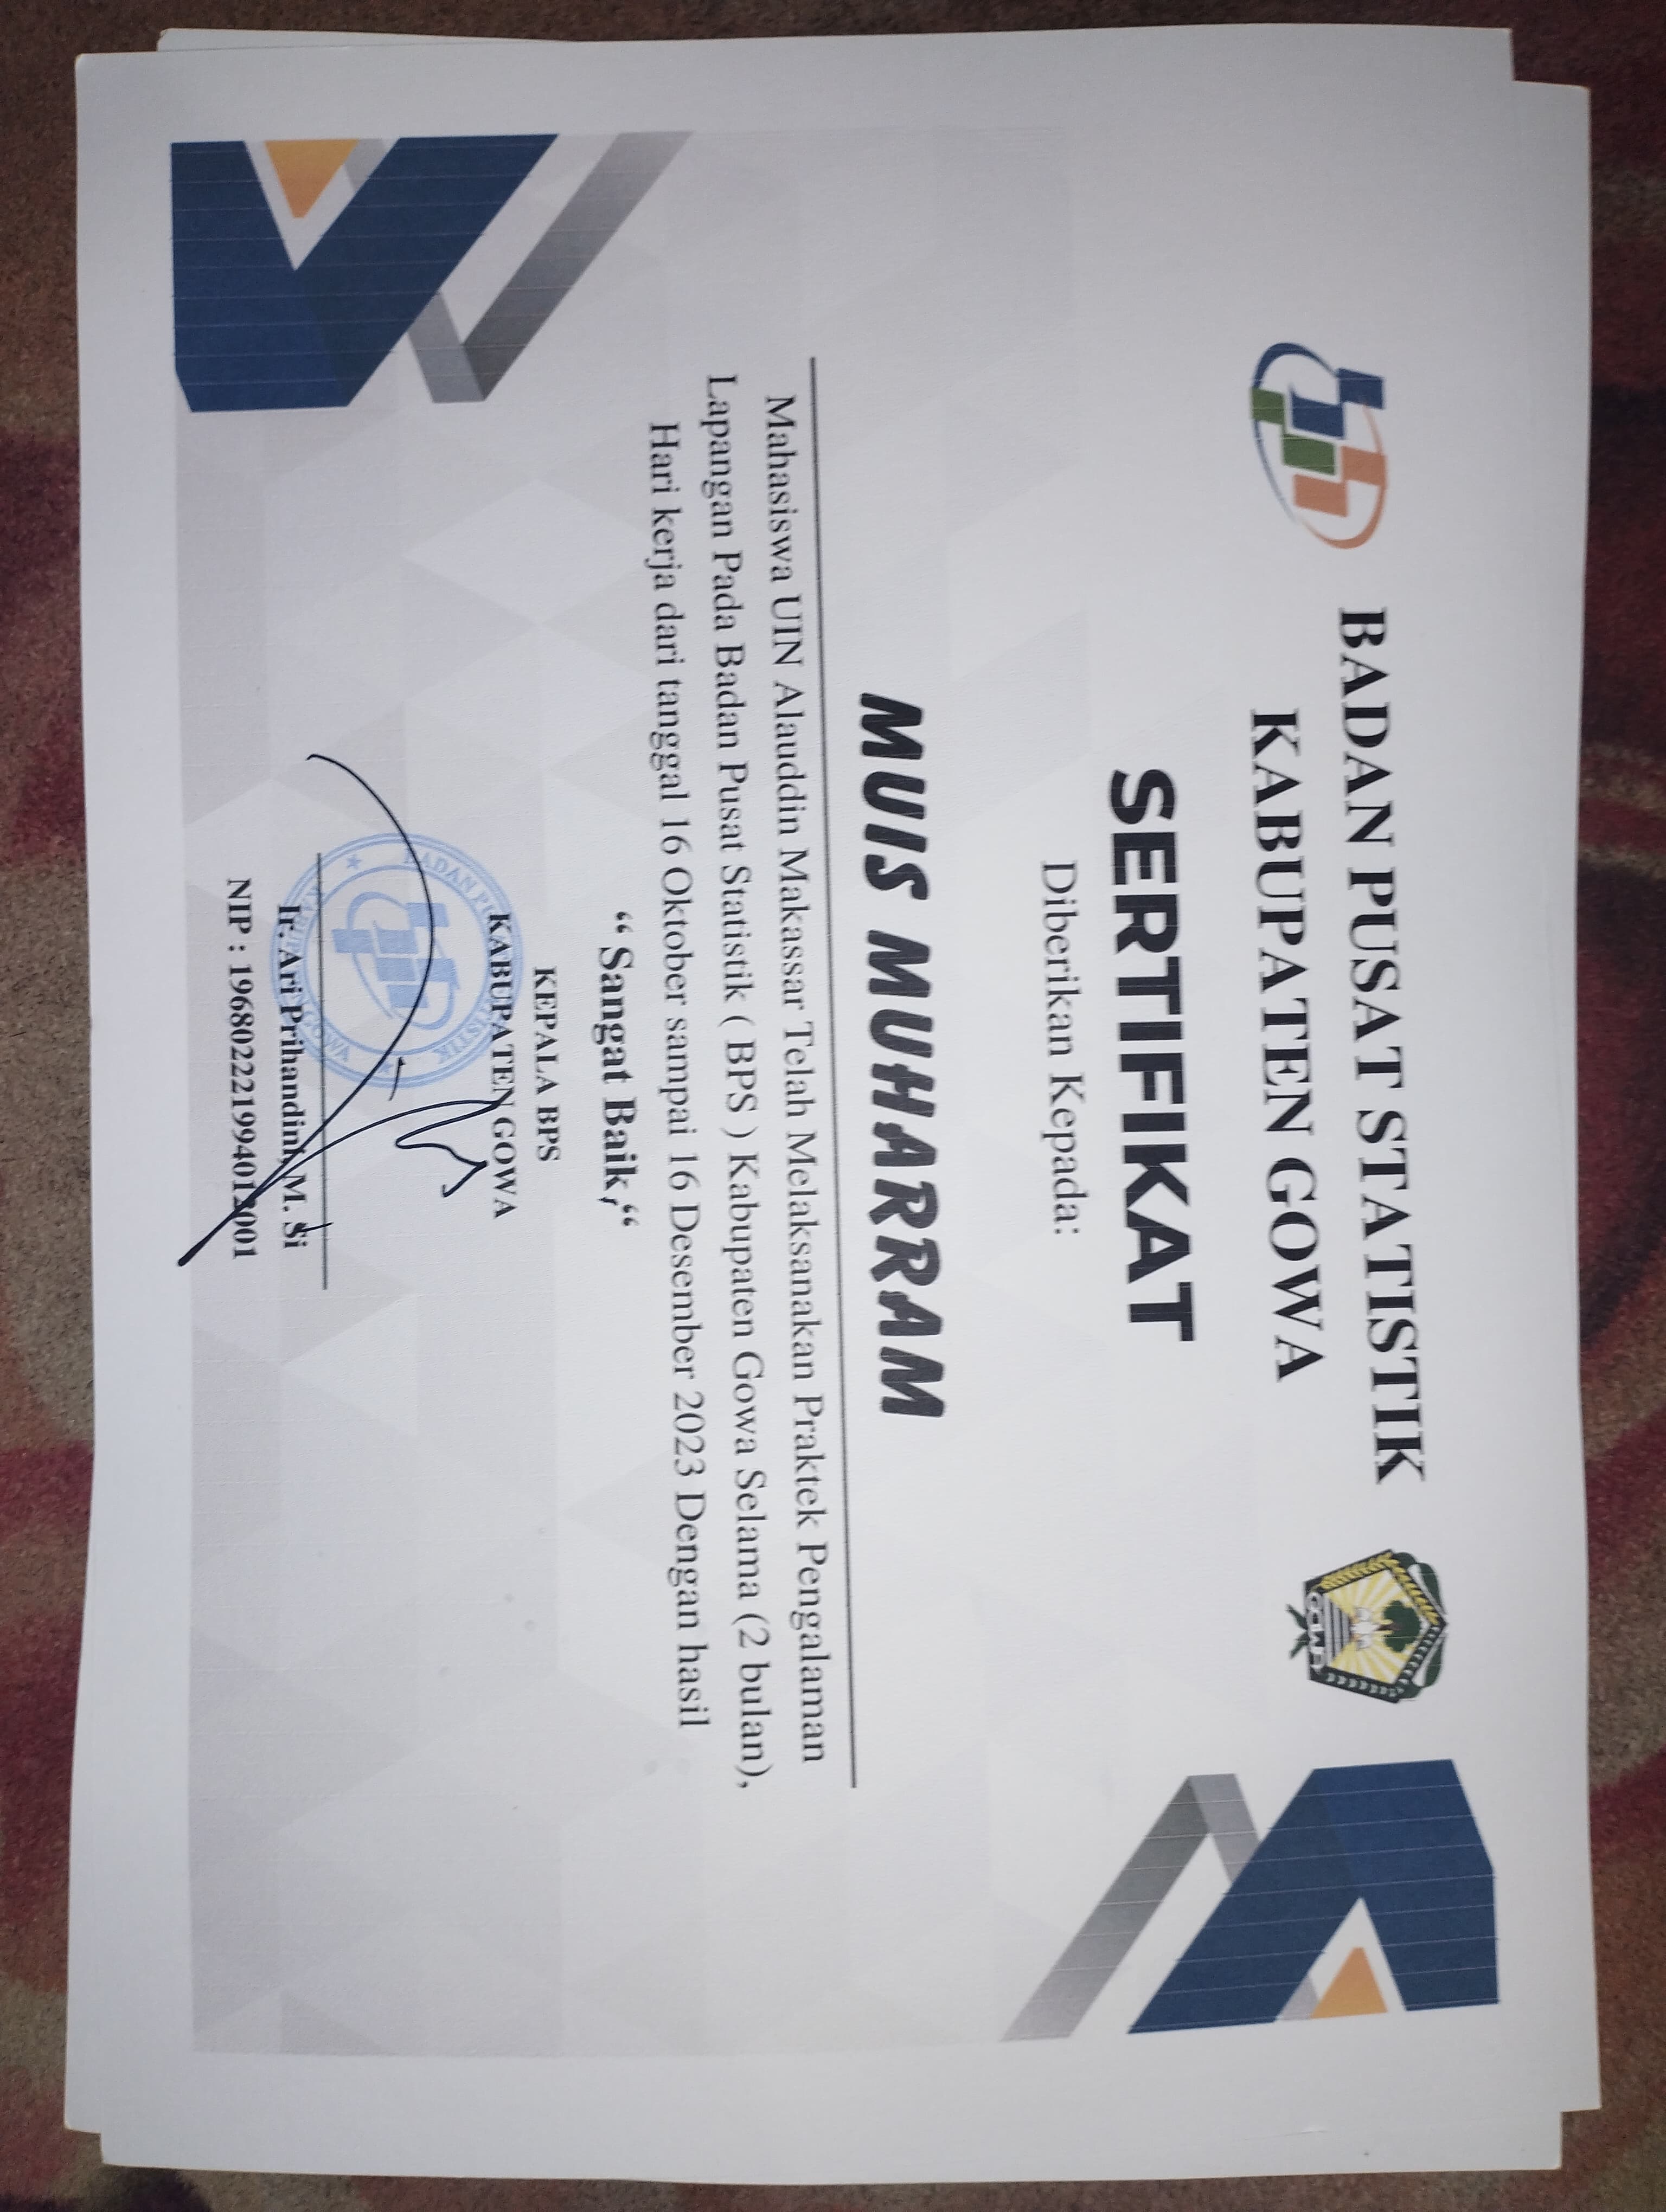 BADAN PUSAT STATISTIK
KABUPATEN GOWA
GOWA
SERTIFIKAT
Diberikan Kepada:
MUIS MUHARRAM
Mahasiswa UIN Alauddin Makassar Telah Melaksanakan Praktek Pengalaman
Lapangan Pada Badan Pusat Statistik ( BPS ) Kabupaten Gowa Selama (2 bulan),
Hari kerja dari tanggal 16 Oktober sampai 16 Desember 2023 Dengan hasil
“Sangat Baik,“
KEPALA BPS
KABUPATEN GOWA
BADAN PUSAT STATISTIK
Ir. Ari Prihandini, M. Si
NIP : 196802221994012001